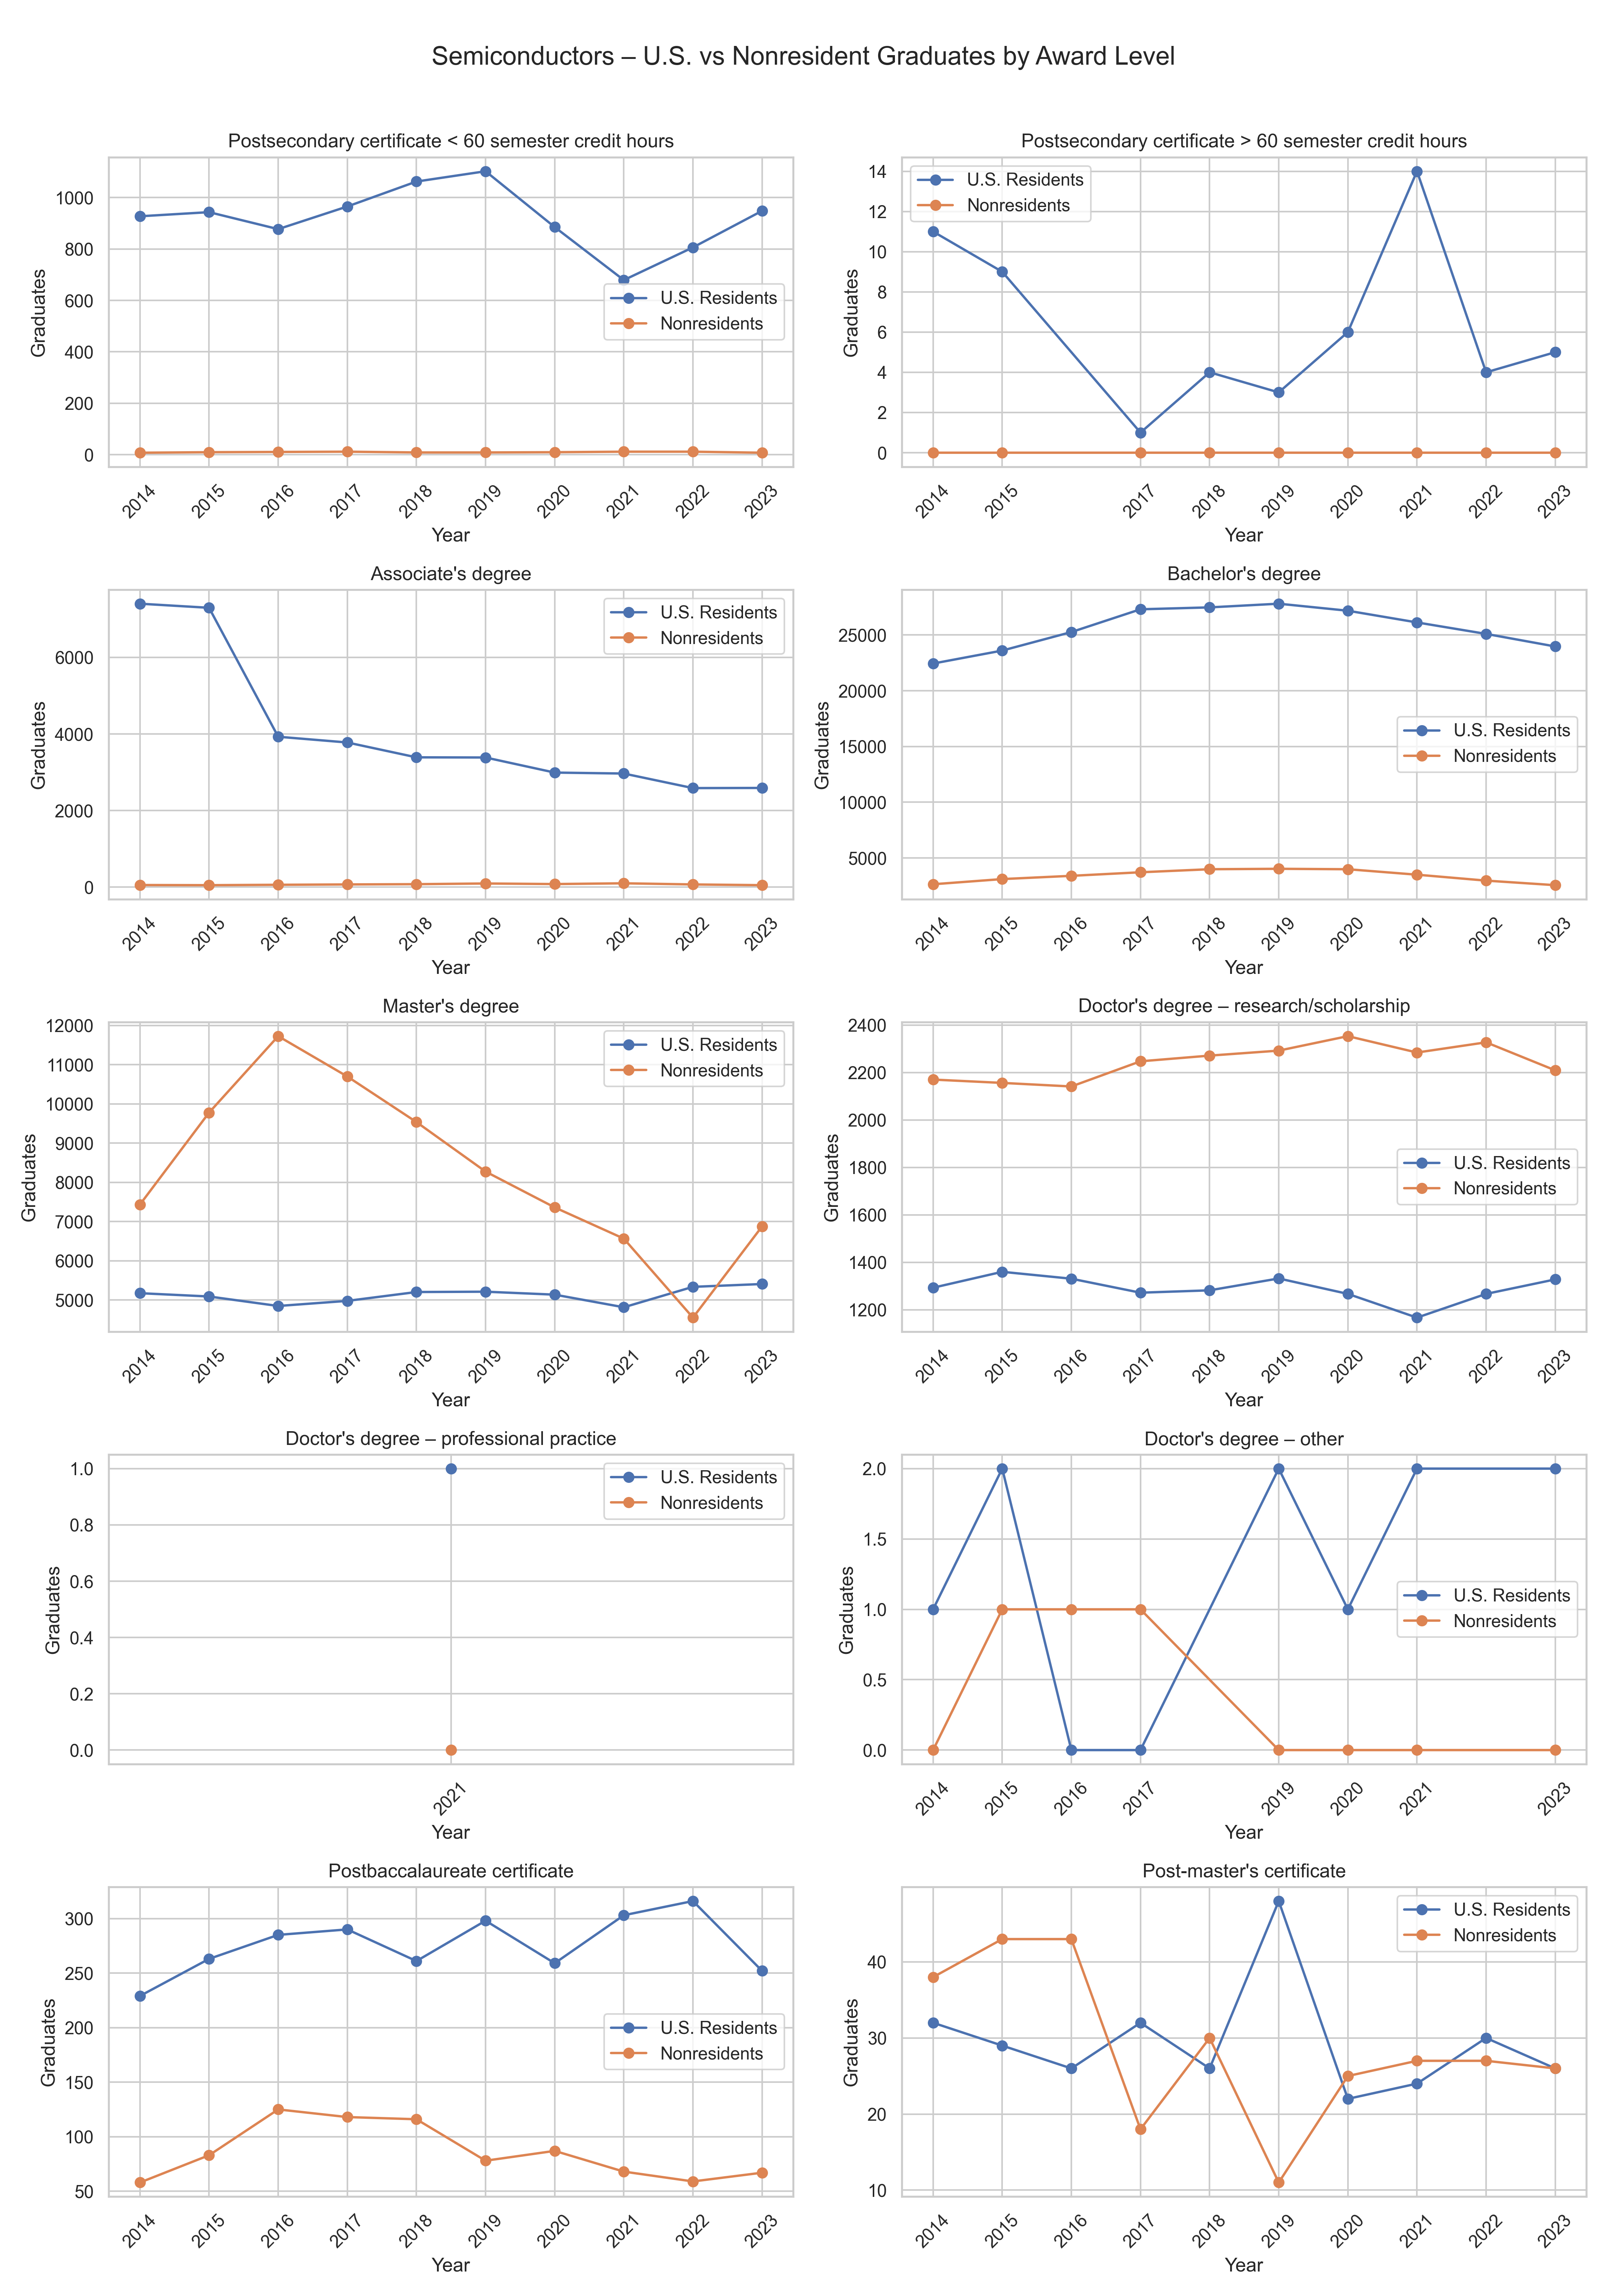 Semiconductors – U.S. vs Nonresident Graduates by Award Level
Postsecondary certificate < 60 semester credit hours
1000
800
600
400
200
0
Graduates
U.S. Residents
Nonresidents
2014 2015 2016 2017 2018 2019 2020 2021 2022 2023
Year
Postsecondary certificate > 60 semester credit hours
14
12
10
8
6
4
2
0
Graduates
U.S. Residents
Nonresidents
2014 2015 2017 2018 2019 2020 2021 2022 2023
Year
Associate's degree
6000
4000
2000
0
Graduates
U.S. Residents
Nonresidents
2014 2015 2016 2017 2018 2019 2020 2021 2022 2023
Year
Bachelor's degree
25000
20000
15000
10000
5000
Graduates
U.S. Residents
Nonresidents
2014 2015 2016 2017 2018 2019 2020 2021 2022 2023
Year
Master's degree
12000
11000
10000
9000
8000
7000
6000
5000
Graduates
U.S. Residents
Nonresidents
2014 2015 2016 2017 2018 2019 2020 2021 2022 2023
Year
Doctor's degree – research/scholarship
2400
2200
2000
1800
1600
1400
1200
Graduates
U.S. Residents
Nonresidents
2014 2015 2016 2017 2018 2019 2020 2021 2022 2023
Year
Doctor's degree – professional practice
1.0
0.8
0.6
0.4
0.2
0.0
Graduates
U.S. Residents
Nonresidents
2021
Year
Doctor's degree – other
2.0
1.5
1.0
0.5
0.0
Graduates
U.S. Residents
Nonresidents
2014 2015 2016 2017 2019 2020 2021 2023
Year
Postbaccalaureate certificate
300
250
200
150
100
50
Graduates
U.S. Residents
Nonresidents
2014 2015 2016 2017 2018 2019 2020 2021 2022 2023
Year
Post-master's certificate
40
30
20
10
Graduates
U.S. Residents
Nonresidents
2014 2015 2016 2017 2018 2019 2020 2021 2022 2023
Year